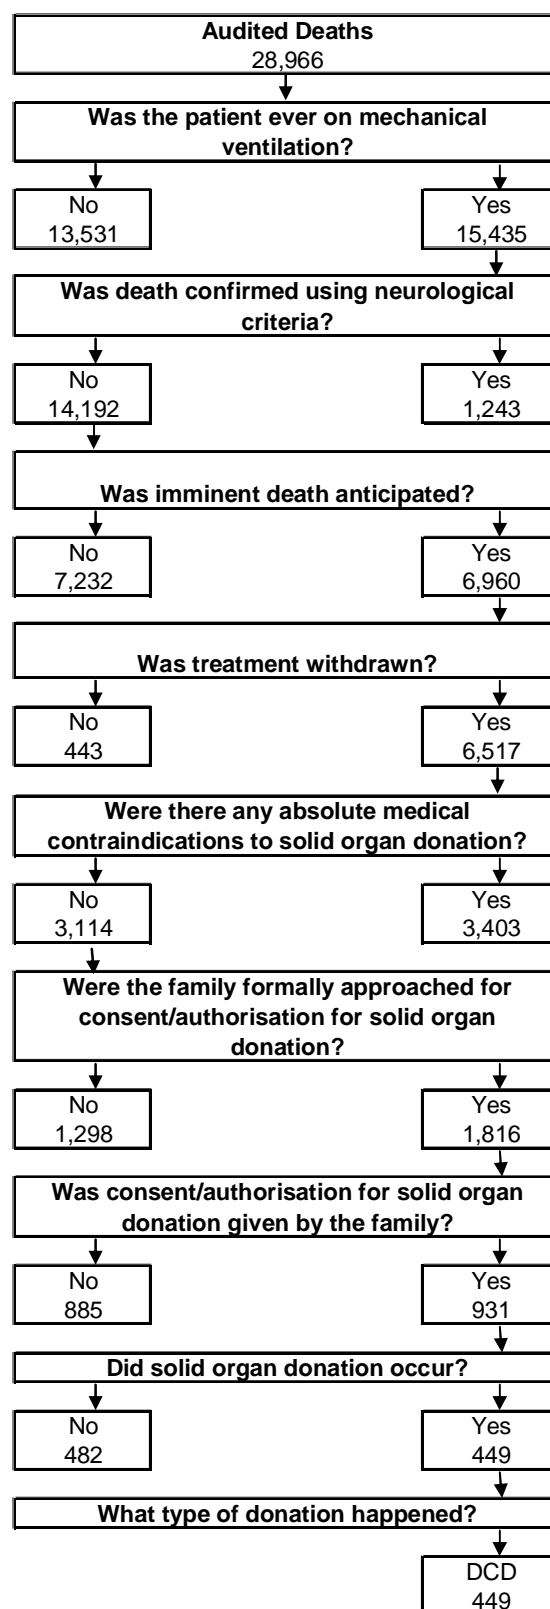 Audited Deaths
28,966
Was the patient ever on mechanical
ventilation?
No
13,531
Yes
15,435
Was death confirmed using neurological
criteria?
No
14,192
Yes
1,243
Was imminent death anticipated?
No
7,232
Yes
6,960
Was treatment withdrawn?
No
443
Yes
6,517
Were there any absolute medical
contraindications to solid organ donation?
No
3,114
Yes
3,403
Were the family formally approached for
consent/authorisation for solid organ
donation?
No
1,298
Yes
1,816
Was consent/authorisation for solid organ
donation given by the family?
No
885
Yes
931
Did solid organ donation occur?
No
482
Yes
449
What type of donation happened?
DCD
449